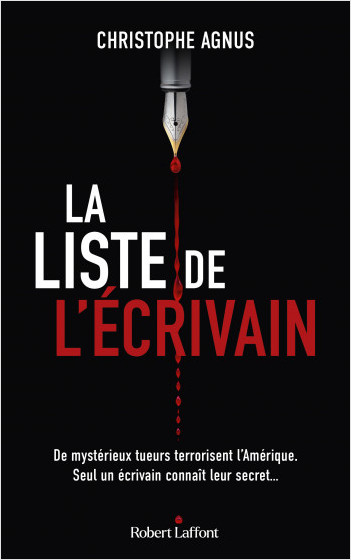 CHRISTOPHE AGNUS
LA
LISTE DE
L'ÉCRIVAIN
De mystérieux tueurs terrorisent l'Amérique.
Seul un écrivain connaît leur secret...
Robert Laffont